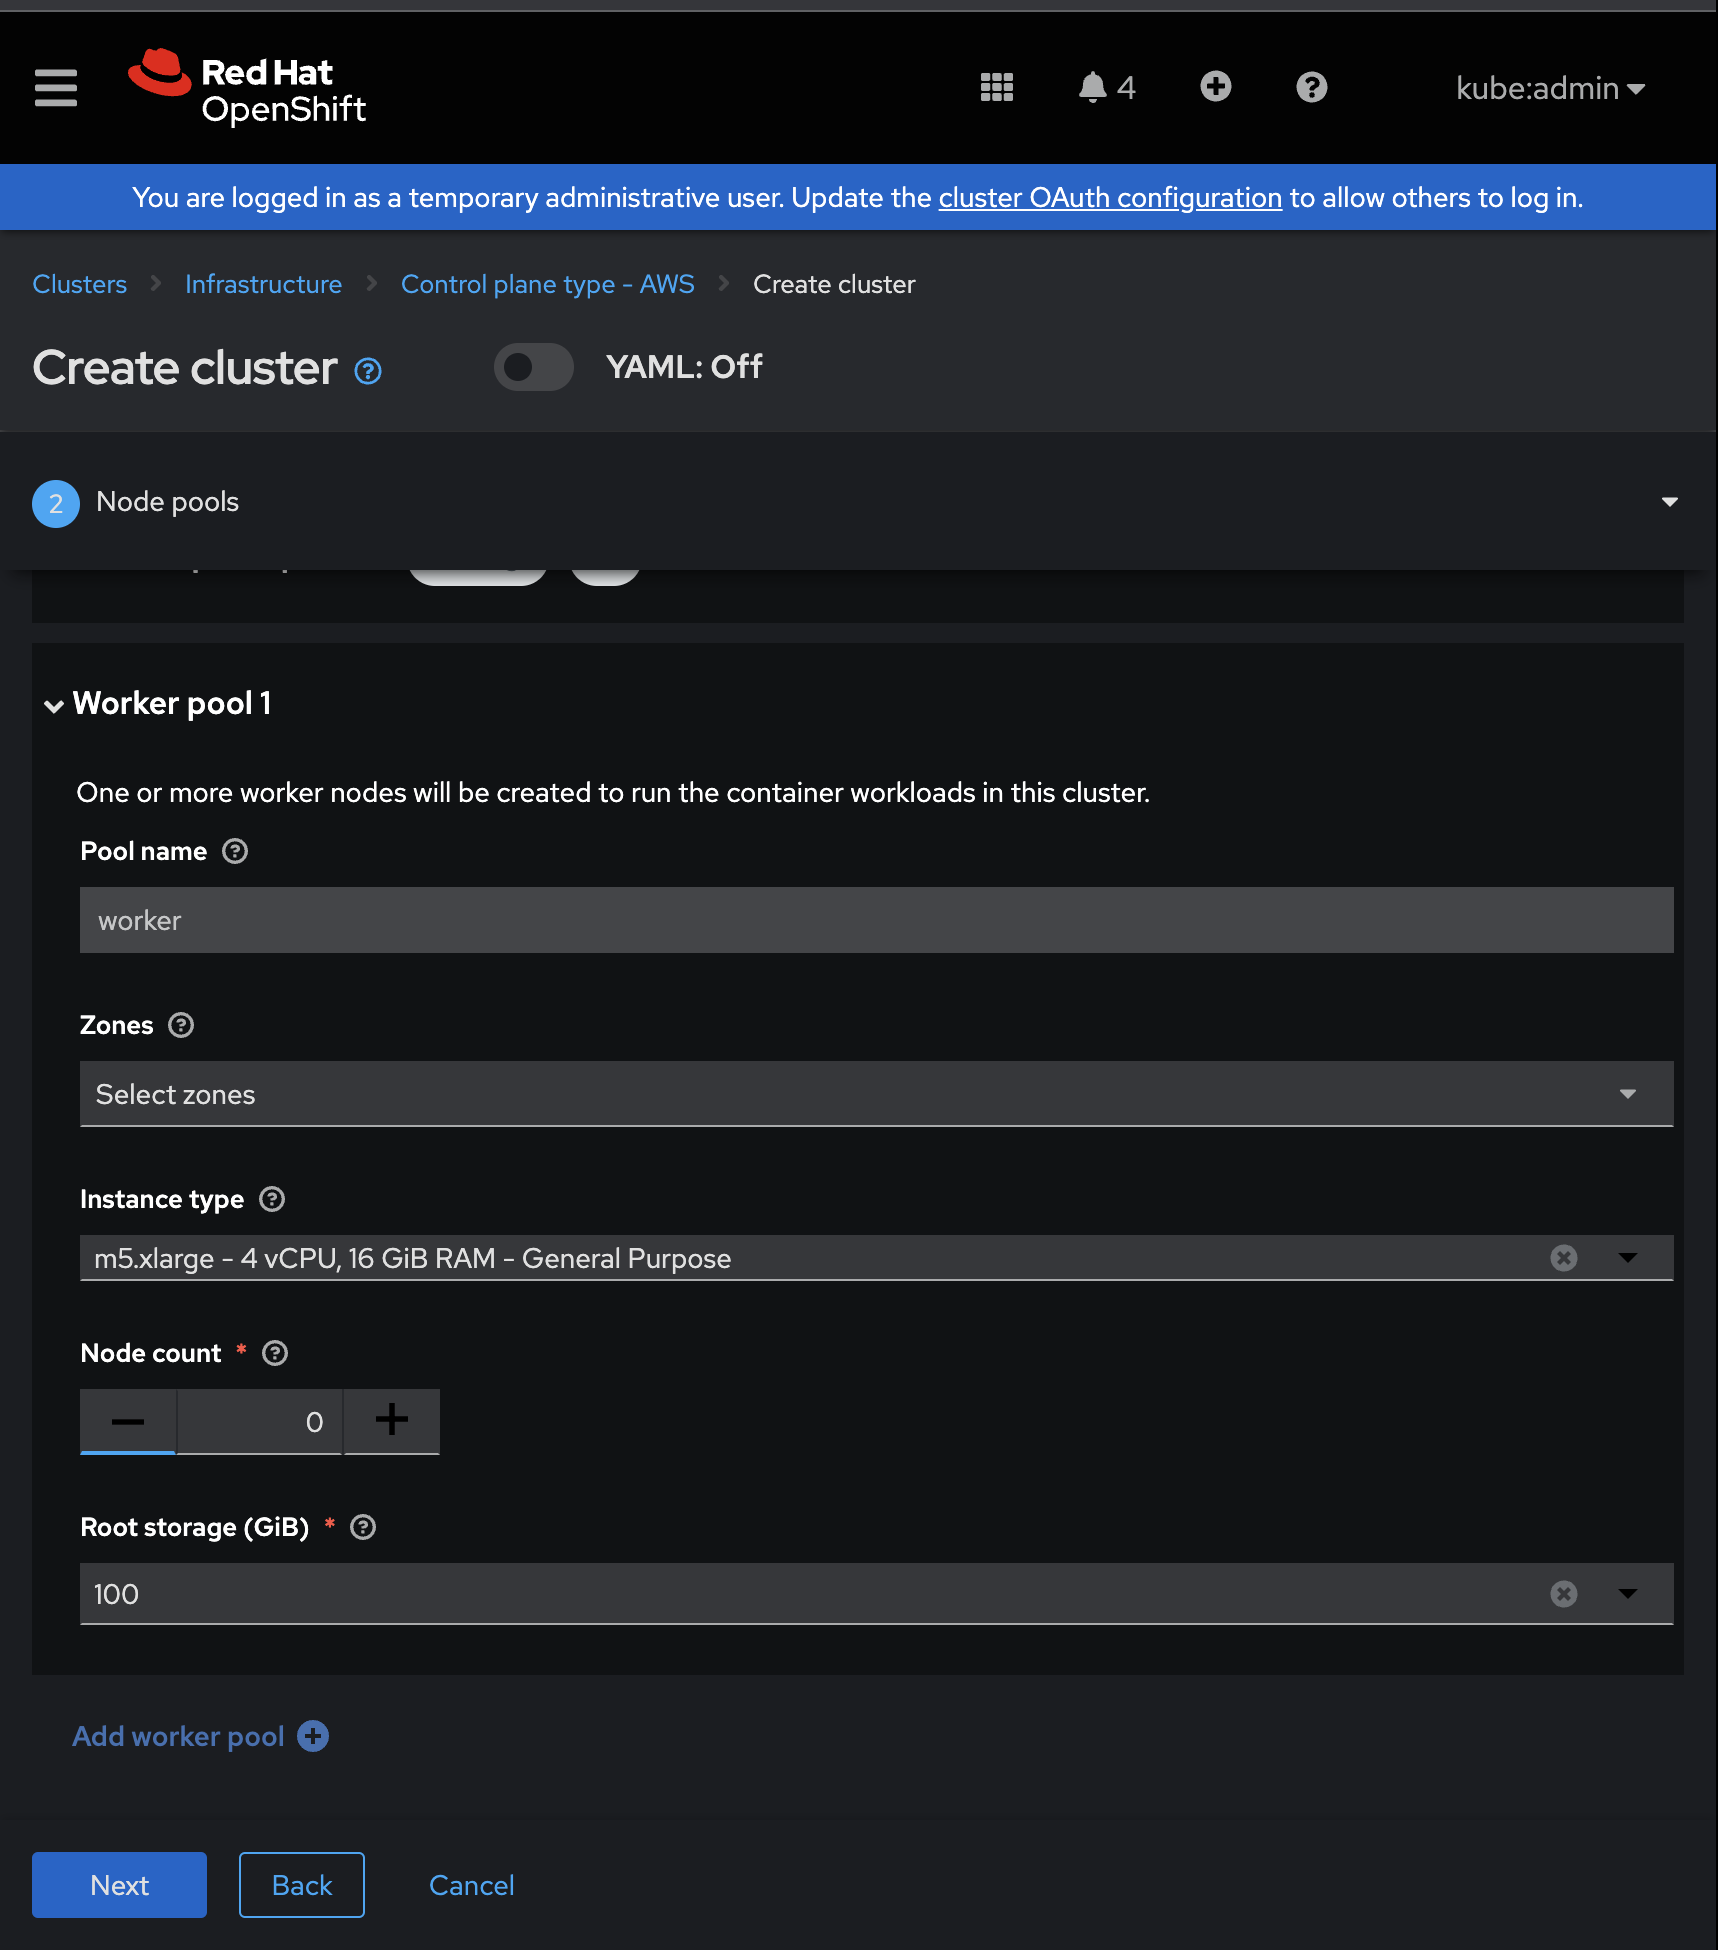 Red Hat
OpenShift
4
kube:admin
You are logged in as a temporary administrative user. Update the cluster OAuth configuration to allow others to log in.
Clusters Infrastructure Control plane type - AWS Create cluster
Create cluster YAML: Off
2 Node pools
Worker pool 1
One or more worker nodes will be created to run the container workloads in this cluster.
Pool name
worker
Zones
Select zones
Instance type
m5.xlarge - 4 vCPU, 16 GiB RAM - General Purpose
Node count *
0
Root storage (GiB) *
100
Add worker pool
Next Back Cancel